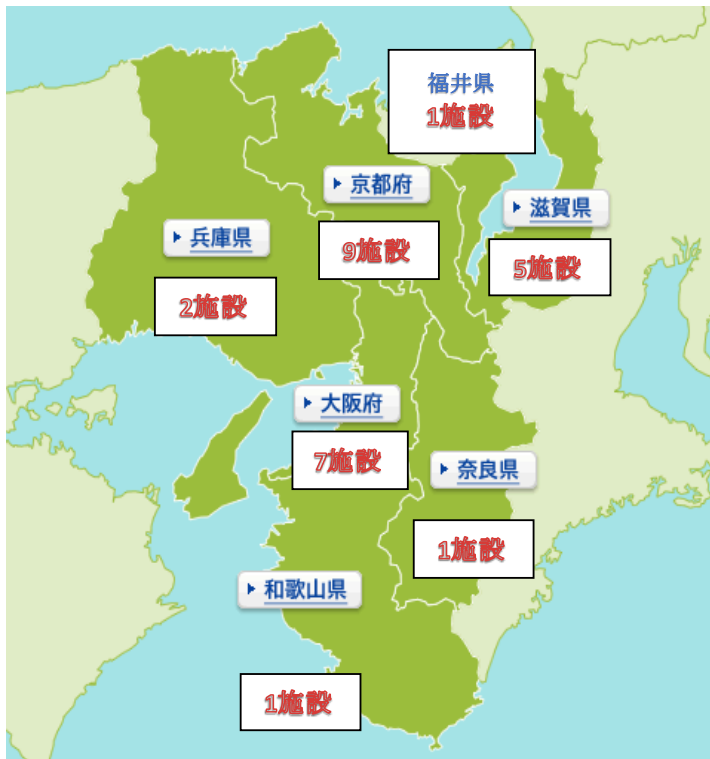 福井県
1施設
京都府
9施設
滋賀県
5施設
兵庫県
2施設
大阪府
7施設
奈良県
1施設
和歌山県
1施設